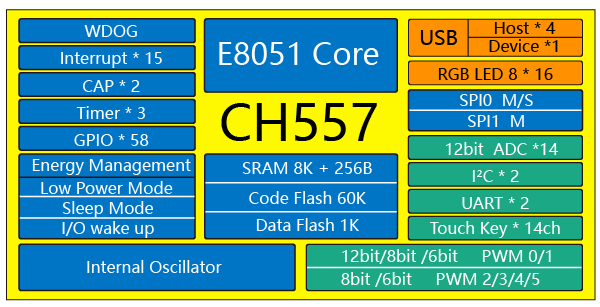 WDOG
Interrupt * 15
CAP * 2
Timer * 3
GPIO * 58
Energy Management
Low Power Mode
Sleep Mode
I/O wake up
Internal Oscillator
E8051 Core
CH557
SRAM 8K + 256B
Code Flash 60K
Data Flash 1K
USB
Host * 4
Device *1
RGB LED 8 * 16
SPI0 M/S
SPI1 M
12bit ADC *14
I²C * 2
UART * 2
Touch Key * 14ch
12bit/8bit /6bit PWM 0/1
8bit /6bit PWM 2/3/4/5